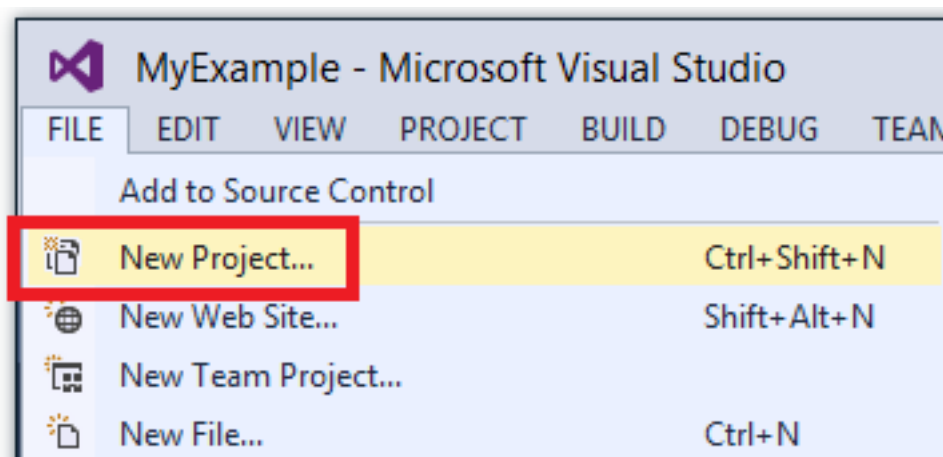 MyExample - Microsoft Visual Studio
FILE EDIT VIEW PROJECT BUILD DEBUG
Add to Source Control
New Project... Ctrl+Shift+N
New Web Site... Shift+Alt+N
New Team Project...
New File... Ctrl+N